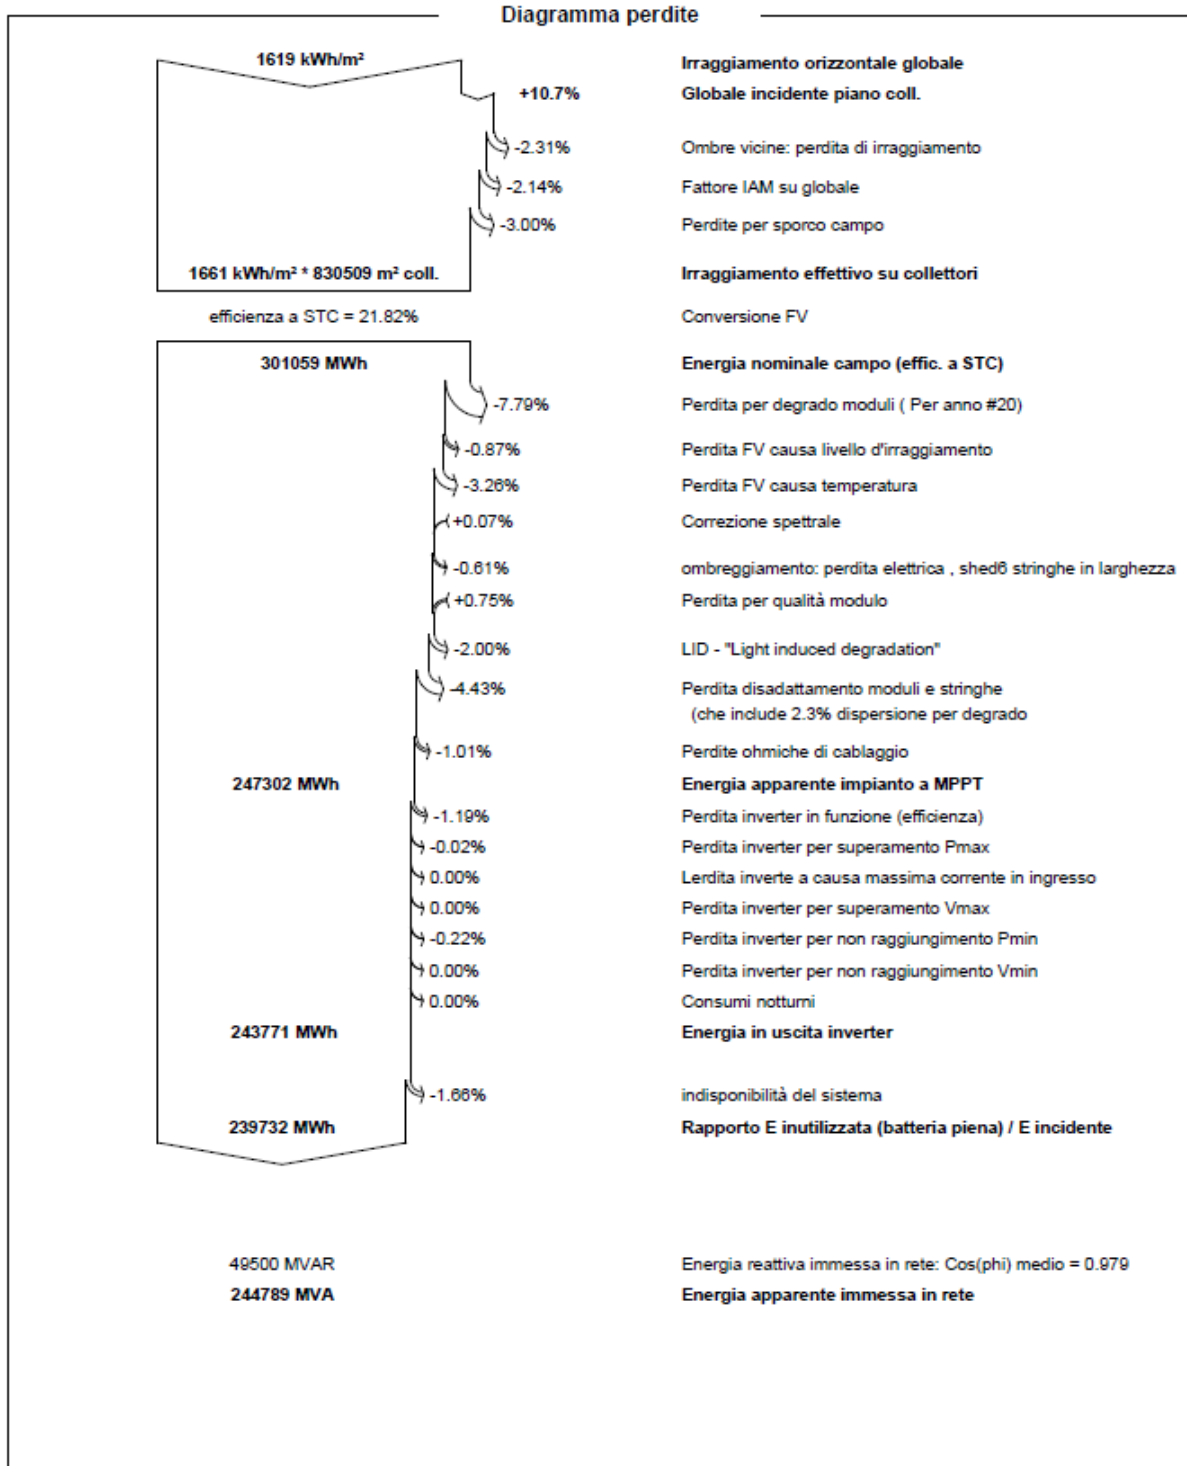 Diagramma perdite
1619 kWh/m² Irraggiamento orizzontale globale
+10.7% Globale incidente piano coll.
-2.31% Ombre vicine: perdita di irraggiamento
-2.14% Fattore IAM su globale
-3.00% Perdite per sporco campo
1661 kWh/m² * 830509 m² coll. Irraggiamento effettivo su collettori
efficienza a STC = 21.82% Conversione FV
301059 MWh Energia nominale campo (effic. a STC)
-7.79% Perdita per degrado moduli ( Per anno #20)
-0.87% Perdita FV causa livello d'irraggiamento
-3.26% Perdita FV causa temperatura
+0.07% Correzione spettrale
-0.61% ombreggiamento: perdita elettrica , shed6 stringhe in larghezza
+0.75% Perdita per qualità modulo
-2.00% LID - "Light induced degradation"
-4.43% Perdita disadattamento moduli e stringhe
(che include 2.3% dispersione per degrado
-1.01% Perdite ohmiche di cablaggio
247302 MWh Energia apparente impianto a MPPT
-1.19% Perdita inverter in funzione (efficienza)
-0.02% Perdita inverter per superamento Pmax
0.00% Lerdita inverte a causa massima corrente in ingresso
0.00% Perdita inverter per superamento Vmax
-0.22% Perdita inverter per non raggiungimento Pmin
0.00% Perdita inverter per non raggiungimento Vmin
0.00% Consumi notturni
243771 MWh Energia in uscita inverter
-1.66% indisponibilità del sistema
239732 MWh Rapporto E inutilizzata (batteria piena) / E incidente
49500 MVAR Energia reattiva immessa in rete: Cos(phi) medio = 0.979
244789 MVA Energia apparente immessa in rete